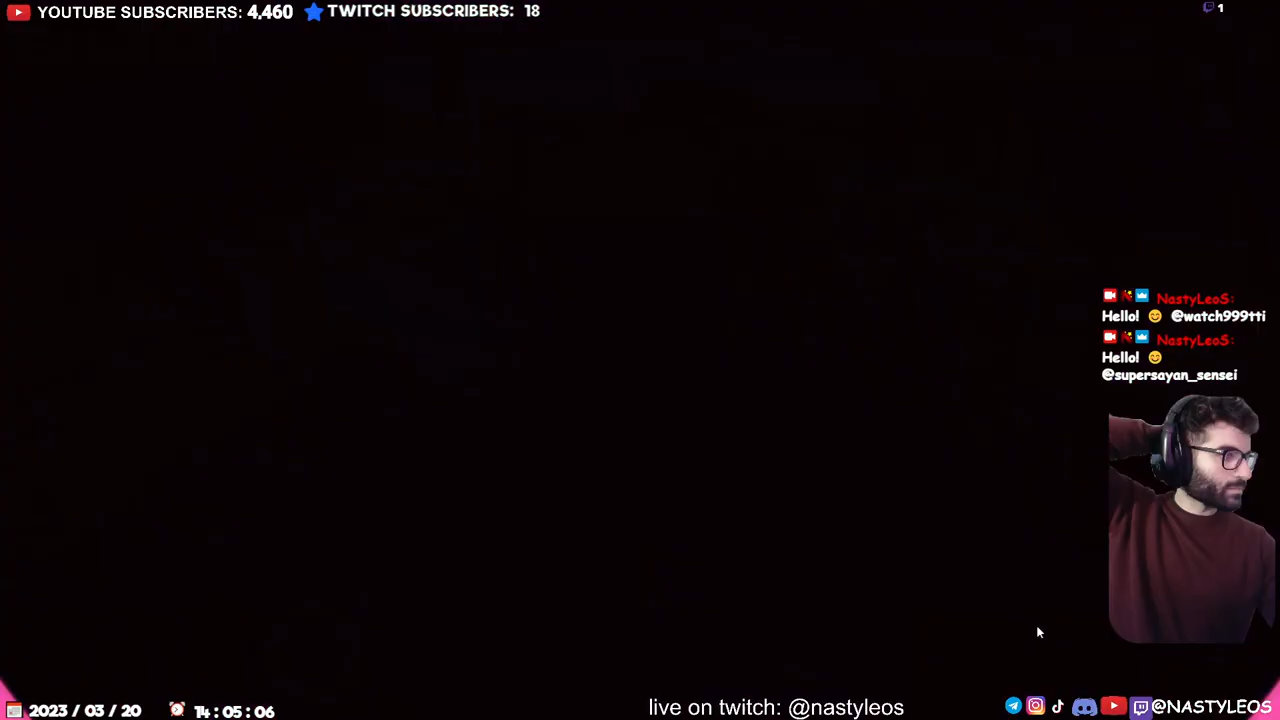 YOUTUBE SUBSCRIBERS: 4,460 TWITCH SUBSCRIBERS: 18
1
NastyLeoS:
Hello! 😊 @watch999tti
NastyLeoS:
Hello! 😊
@supersayan_sensei
2023 / 03 / 20 14:05:06
live on twitch: @nastyleos
@NASTYLEOS